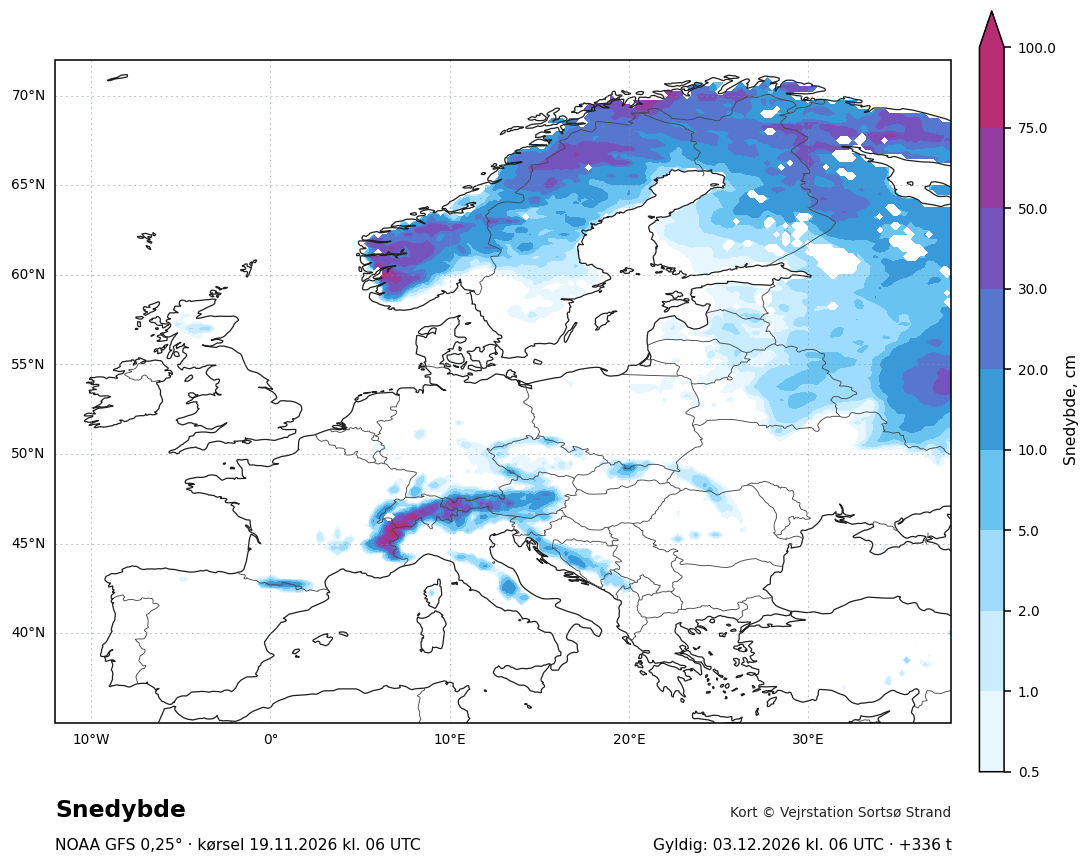 100.0
75.0
50.0
30.0
20.0
10.0
5.0
2.0
1.0
0.5
Snedybde, cm
70°N
65°N
60°N
55°N
50°N
45°N
40°N
10°W
0°
10°E
20°E
30°E
Snedybde
Kort © Vejrstation Sortsø Strand
NOAA GFS 0,25° · kørsel 19.11.2026 kl. 06 UTC
Gyldig: 03.12.2026 kl. 06 UTC · +336 t